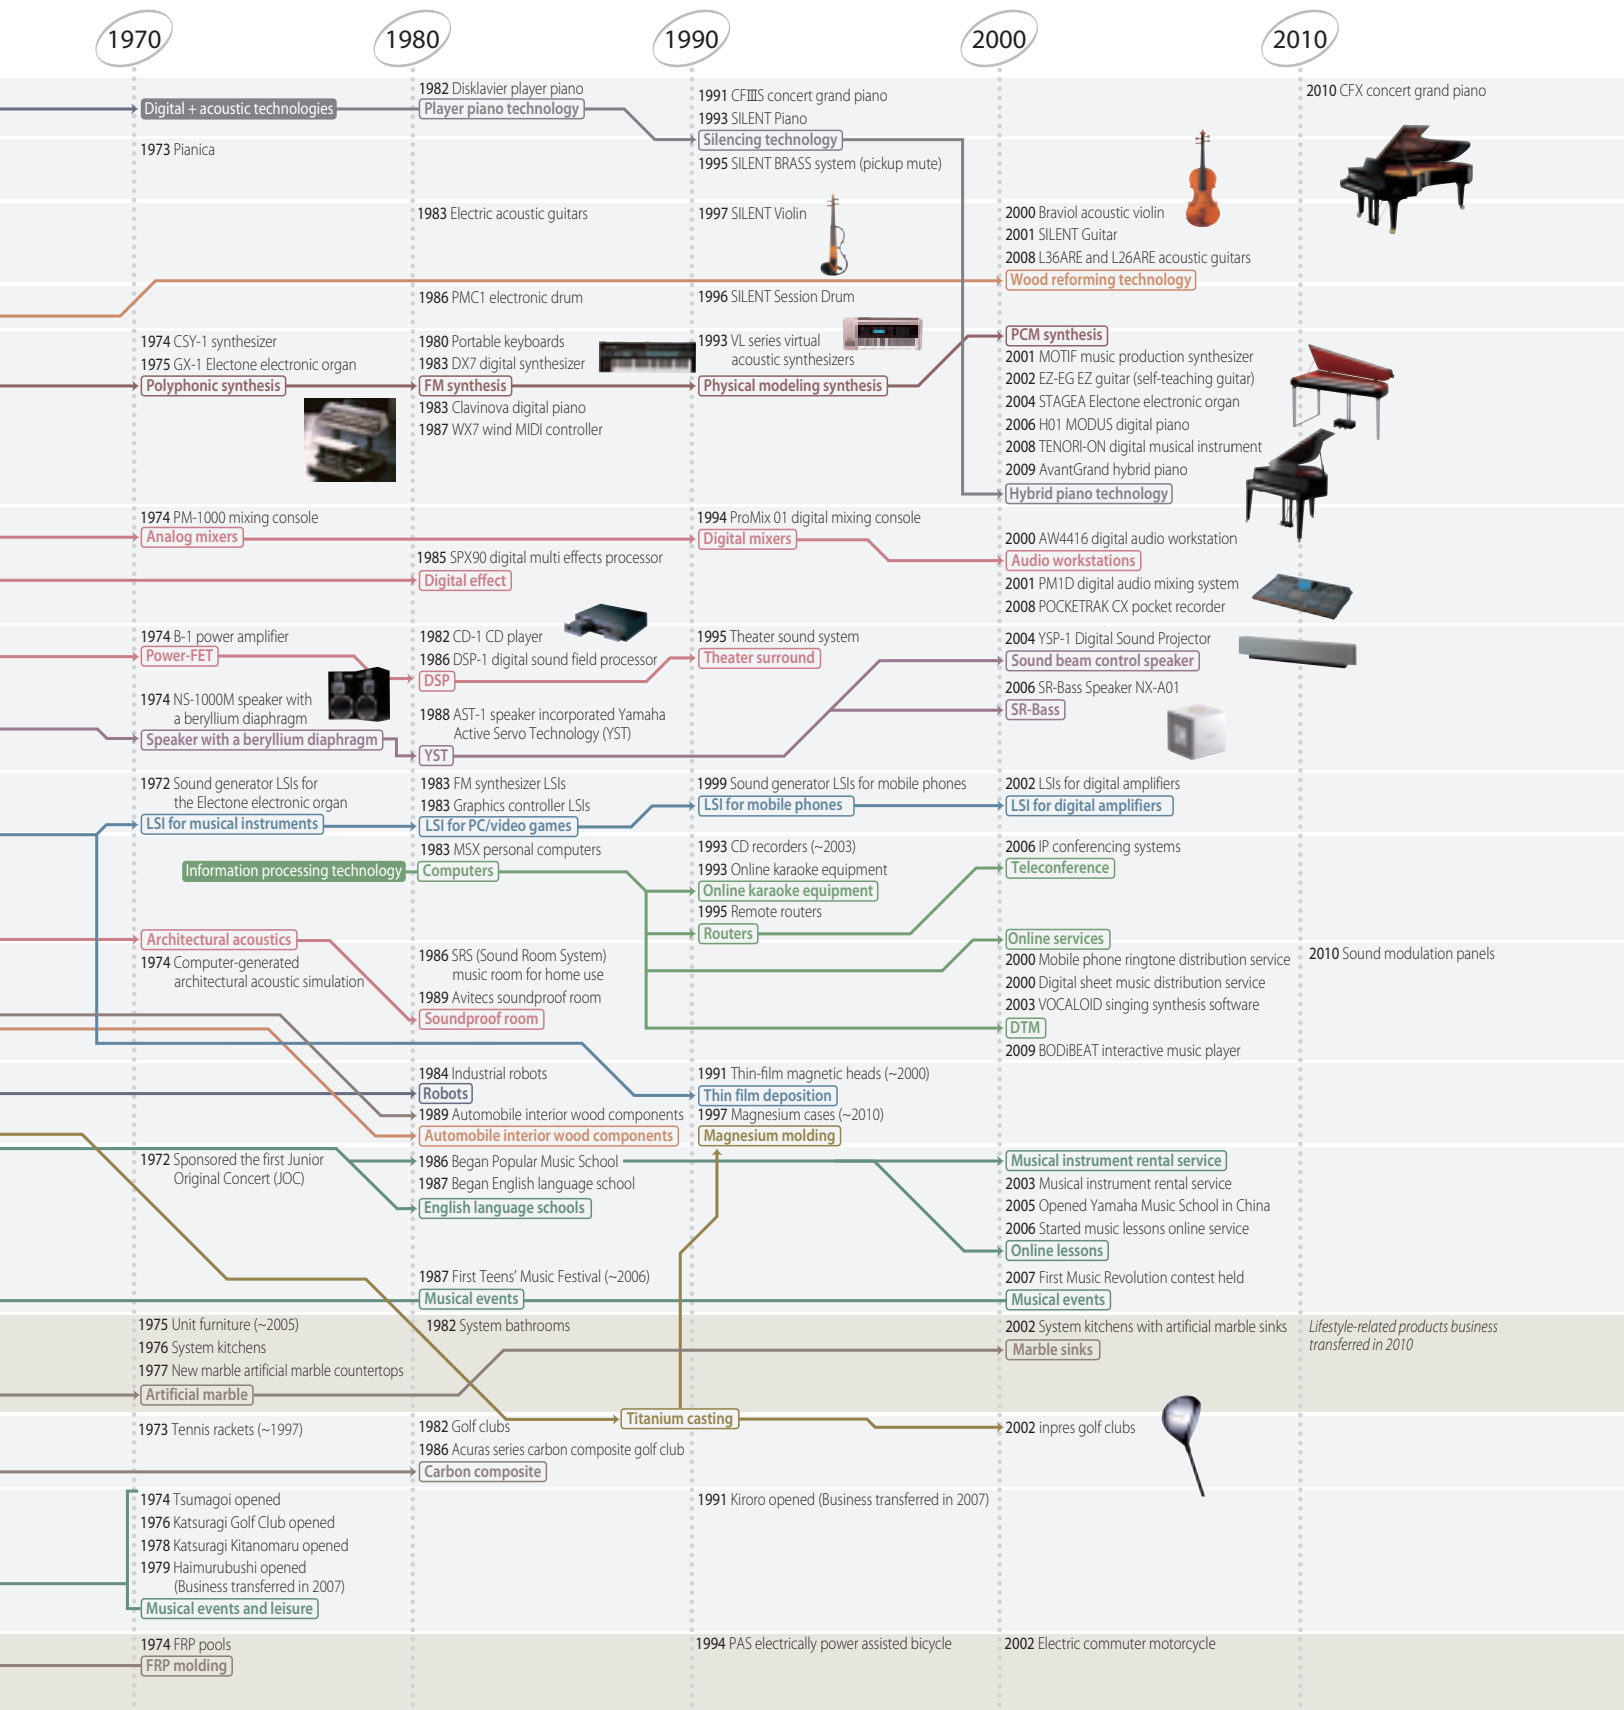 1970
1980
1990
2000
2010
Digital + acoustic technologies
1982 Disklavier player piano
Player piano technology
1991 CFIIIS concert grand piano
1993 SILENT Piano
Silencing technology
1995 SILENT BRASS system (pickup mute)
2010 CFX concert grand piano
1973 Pianica
1983 Electric acoustic guitars
1997 SILENT Violin
2000 Braviol acoustic violin
2001 SILENT Guitar
2008 L36ARE and L26ARE acoustic guitars
Wood reforming technology
1986 PMC1 electronic drum
1996 SILENT Session Drum
1974 CSY-1 synthesizer
1975 GX-1 Electone electronic organ
Polyphonic synthesis
1980 Portable keyboards
1983 DX7 digital synthesizer
FM synthesis
1983 Clavinova digital piano
1987 WX7 wind MIDI controller
1993 VL series virtual
acoustic synthesizers
Physical modeling synthesis
PCM synthesis
2001 MOTIF music production synthesizer
2002 EZ-EG EZ guitar (self-teaching guitar)
2004 STAGEA Electone electronic organ
2006 H01 MODUS digital piano
2008 TENORI-ON digital musical instrument
2009 AvantGrand hybrid piano
Hybrid piano technology
1974 PM-1000 mixing console
Analog mixers
1985 SPX90 digital multi effects processor
Digital effect
1994 ProMix 01 digital mixing console
Digital mixers
2000 AW4416 digital audio workstation
Audio workstations
2001 PM1D digital audio mixing system
2008 POCKETRAK CX pocket recorder
1974 B-1 power amplifier
Power-FET
1974 NS-1000M speaker with
a beryllium diaphragm
Speaker with a beryllium diaphragm
1982 CD-1 CD player
1986 DSP-1 digital sound field processor
DSP
1988 AST-1 speaker incorporated Yamaha
Active Servo Technology (YST)
YST
1995 Theater sound system
Theater surround
2004 YSP-1 Digital Sound Projector
Sound beam control speaker
2006 SR-Bass Speaker NX-A01
SR-Bass
1972 Sound generator LSIs for
the Electone electronic organ
LSI for musical instruments
1983 FM synthesizer LSIs
1983 Graphics controller LSIs
LSI for PC/video games
1999 Sound generator LSIs for mobile phones
LSI for mobile phones
2002 LSIs for digital amplifiers
LSI for digital amplifiers
Information processing technology
1983 MSX personal computers
Computers
1993 CD recorders (~2003)
1993 Online karaoke equipment
Online karaoke equipment
1995 Remote routers
Routers
2006 IP conferencing systems
Teleconference
Architectural acoustics
1974 Computer-generated
architectural acoustic simulation
1986 SRS (Sound Room System)
music room for home use
1989 Avitecs soundproof room
Soundproof room
Online services
2000 Mobile phone ringtone distribution service
2000 Digital sheet music distribution service
2003 VOCALOID singing synthesis software
DTM
2009 BODiBEAT interactive music player
2010 Sound modulation panels
1984 Industrial robots
Robots
1989 Automobile interior wood components
Automobile interior wood components
1991 Thin-film magnetic heads (~2000)
Thin film deposition
1997 Magnesium cases (~2010)
Magnesium molding
1972 Sponsored the first Junior
Original Concert (JOC)
1986 Began Popular Music School
1987 Began English language school
English language schools
Musical instrument rental service
2003 Musical instrument rental service
2005 Opened Yamaha Music School in China
2006 Started music lessons online service
Online lessons
1987 First Teens' Music Festival (~2006)
Musical events
2007 First Music Revolution contest held
Musical events
1975 Unit furniture (~2005)
1976 System kitchens
1977 New marble artificial marble countertops
Artificial marble
1982 System bathrooms
2002 System kitchens with artificial marble sinks
Marble sinks
Lifestyle-related products business
transferred in 2010
1973 Tennis rackets (~1997)
1982 Golf clubs
1986 Acuras series carbon composite golf club
Carbon composite
Titanium casting
2002 inpres golf clubs
1974 Tsumagoi opened
1976 Katsuragi Golf Club opened
1978 Katsuragi Kitanomaru opened
1979 Haimurubushi opened
(Business transferred in 2007)
Musical events and leisure
1991 Kiroro opened (Business transferred in 2007)
1974 FRP pools
FRP molding
1994 PAS electrically power assisted bicycle
2002 Electric commuter motorcycle